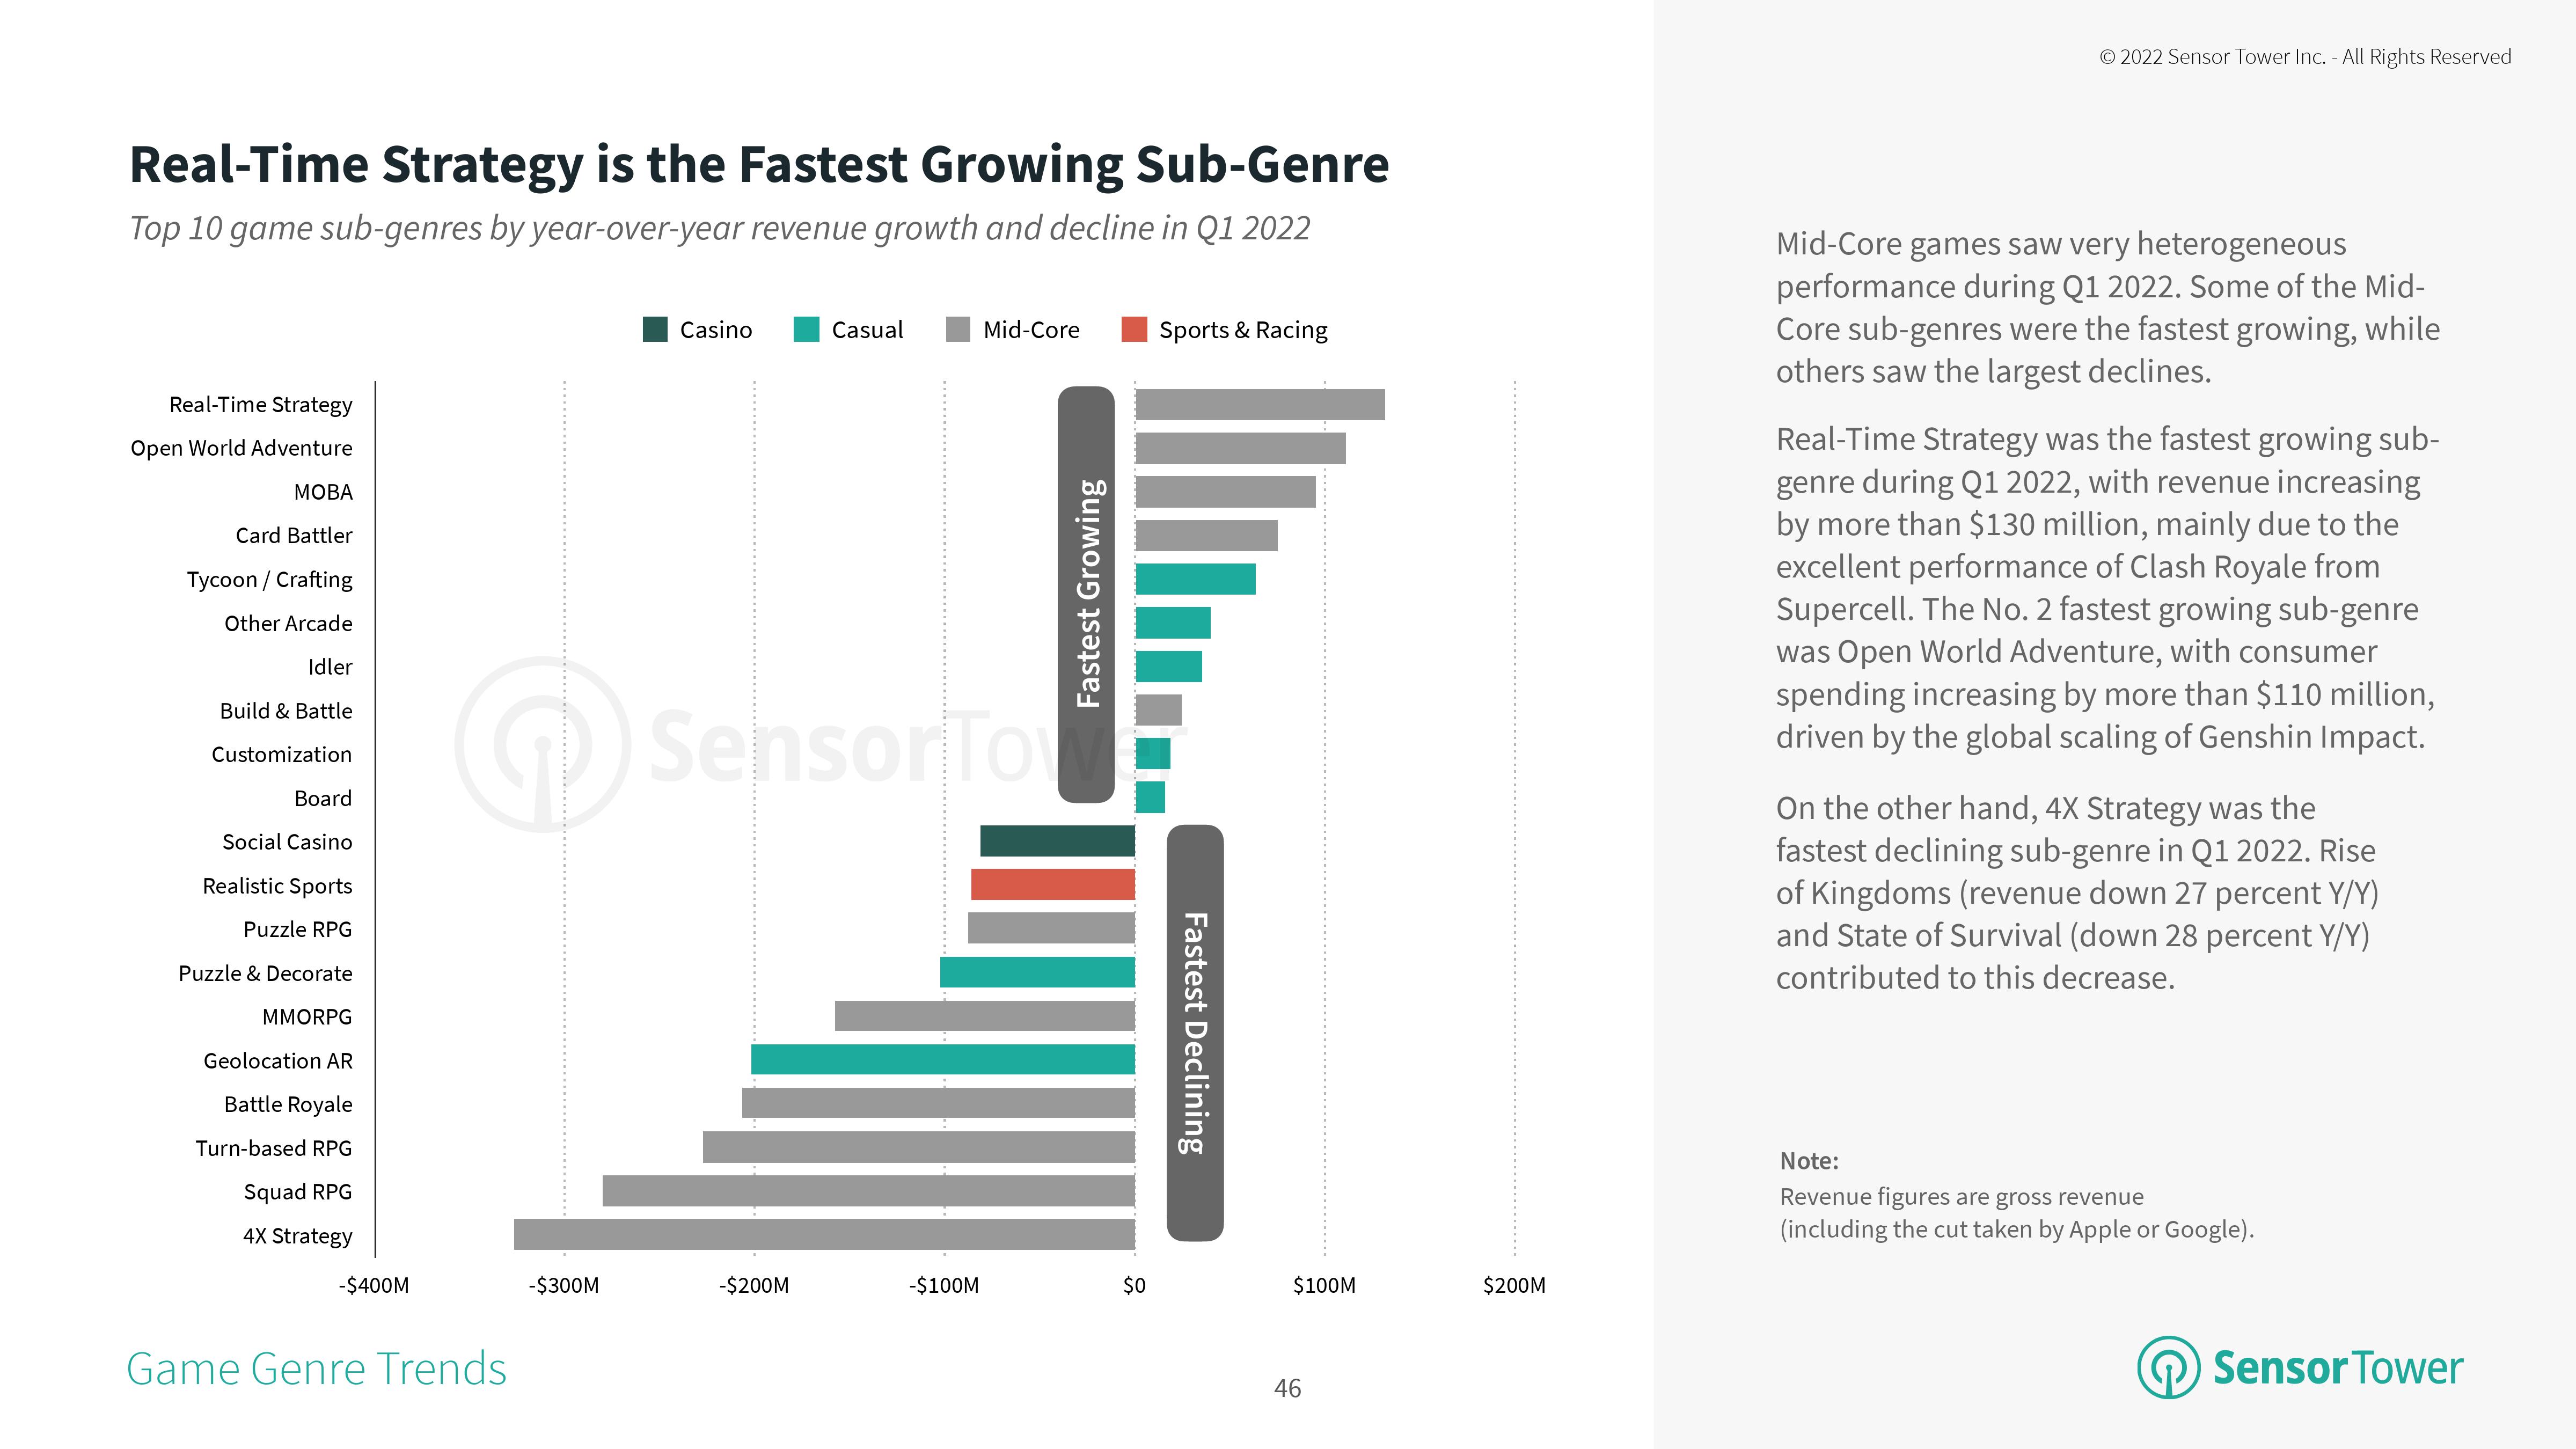 © 2022 Sensor Tower Inc. - All Rights Reserved
Real-Time Strategy is the Fastest Growing Sub-Genre
Top 10 game sub-genres by year-over-year revenue growth and decline in Q1 2022
Casino
Casual
Mid-Core
Sports & Racing
Real-Time Strategy
Open World Adventure
MOBA
Card Battler
Tycoon / Crafting
Other Arcade
Idler
Build & Battle
Customization
Board
Social Casino
Realistic Sports
Puzzle RPG
Puzzle & Decorate
MMORPG
Geolocation AR
Battle Royale
Turn-based RPG
Squad RPG
4X Strategy
Fastest Growing
Fastest Declining
SensorTower
-$400M
-$300M
-$200M
-$100M
$0
$100M
$200M
Mid-Core games saw very heterogeneous
performance during Q1 2022. Some of the Mid-
Core sub-genres were the fastest growing, while
others saw the largest declines.
Real-Time Strategy was the fastest growing sub-
genre during Q1 2022, with revenue increasing
by more than $130 million, mainly due to the
excellent performance of Clash Royale from
Supercell. The No. 2 fastest growing sub-genre
was Open World Adventure, with consumer
spending increasing by more than $110 million,
driven by the global scaling of Genshin Impact.
On the other hand, 4X Strategy was the
fastest declining sub-genre in Q1 2022. Rise
of Kingdoms (revenue down 27 percent Y/Y)
and State of Survival (down 28 percent Y/Y)
contributed to this decrease.
Note:
Revenue figures are gross revenue
(including the cut taken by Apple or Google).
Game Genre Trends
46
SensorTower